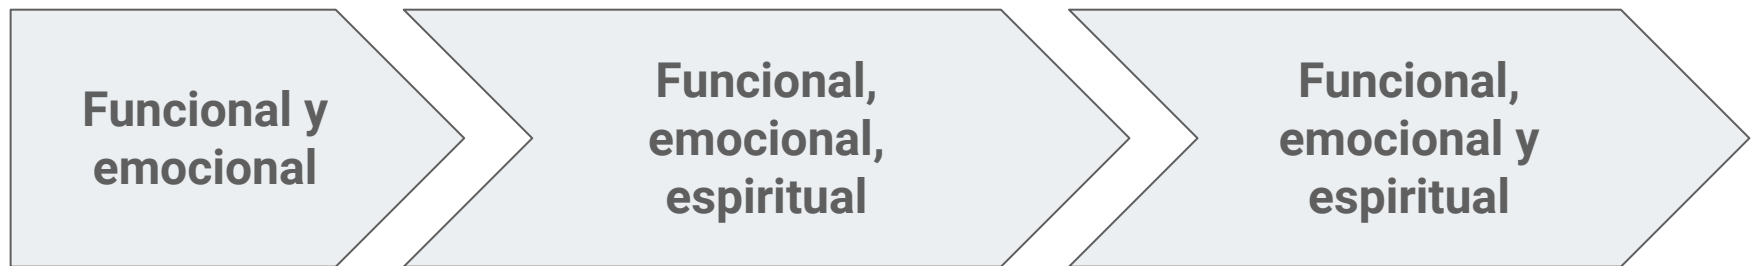 Funcional y
emocional
Funcional,
emocional,
espiritual
Funcional,
emocional y
espiritual